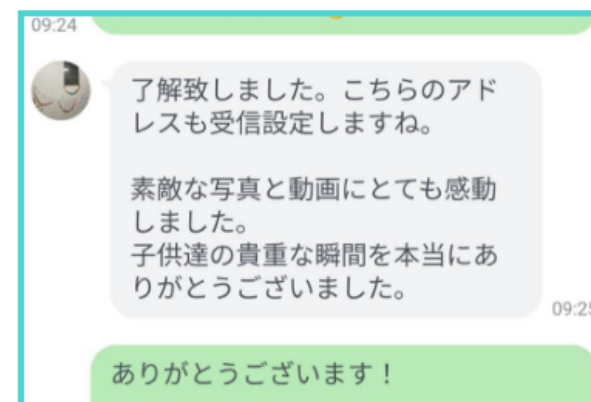 09:24
了解致しました。こちらのアド
レスも受信設定しますね。
素敵な写真と動画にとても感動
しました。
子供達の貴重な瞬間を本当にあ
りがとうございました。
09:25
ありがとうございます！